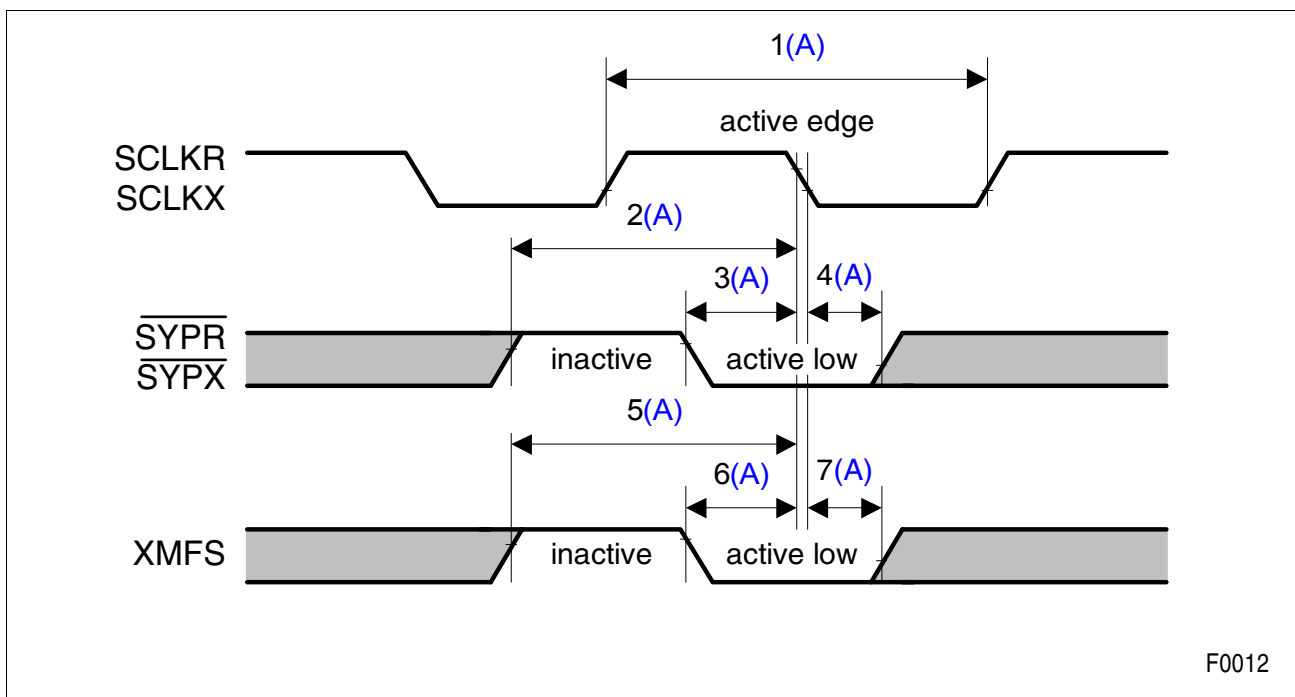 1(A)
active edge
SCLKR
SCLKX
2(A)
3(A) 4(A)
SYPR
SYPX
inactive active low
5(A)
6(A) 7(A)
XMFS
inactive active low
F0012